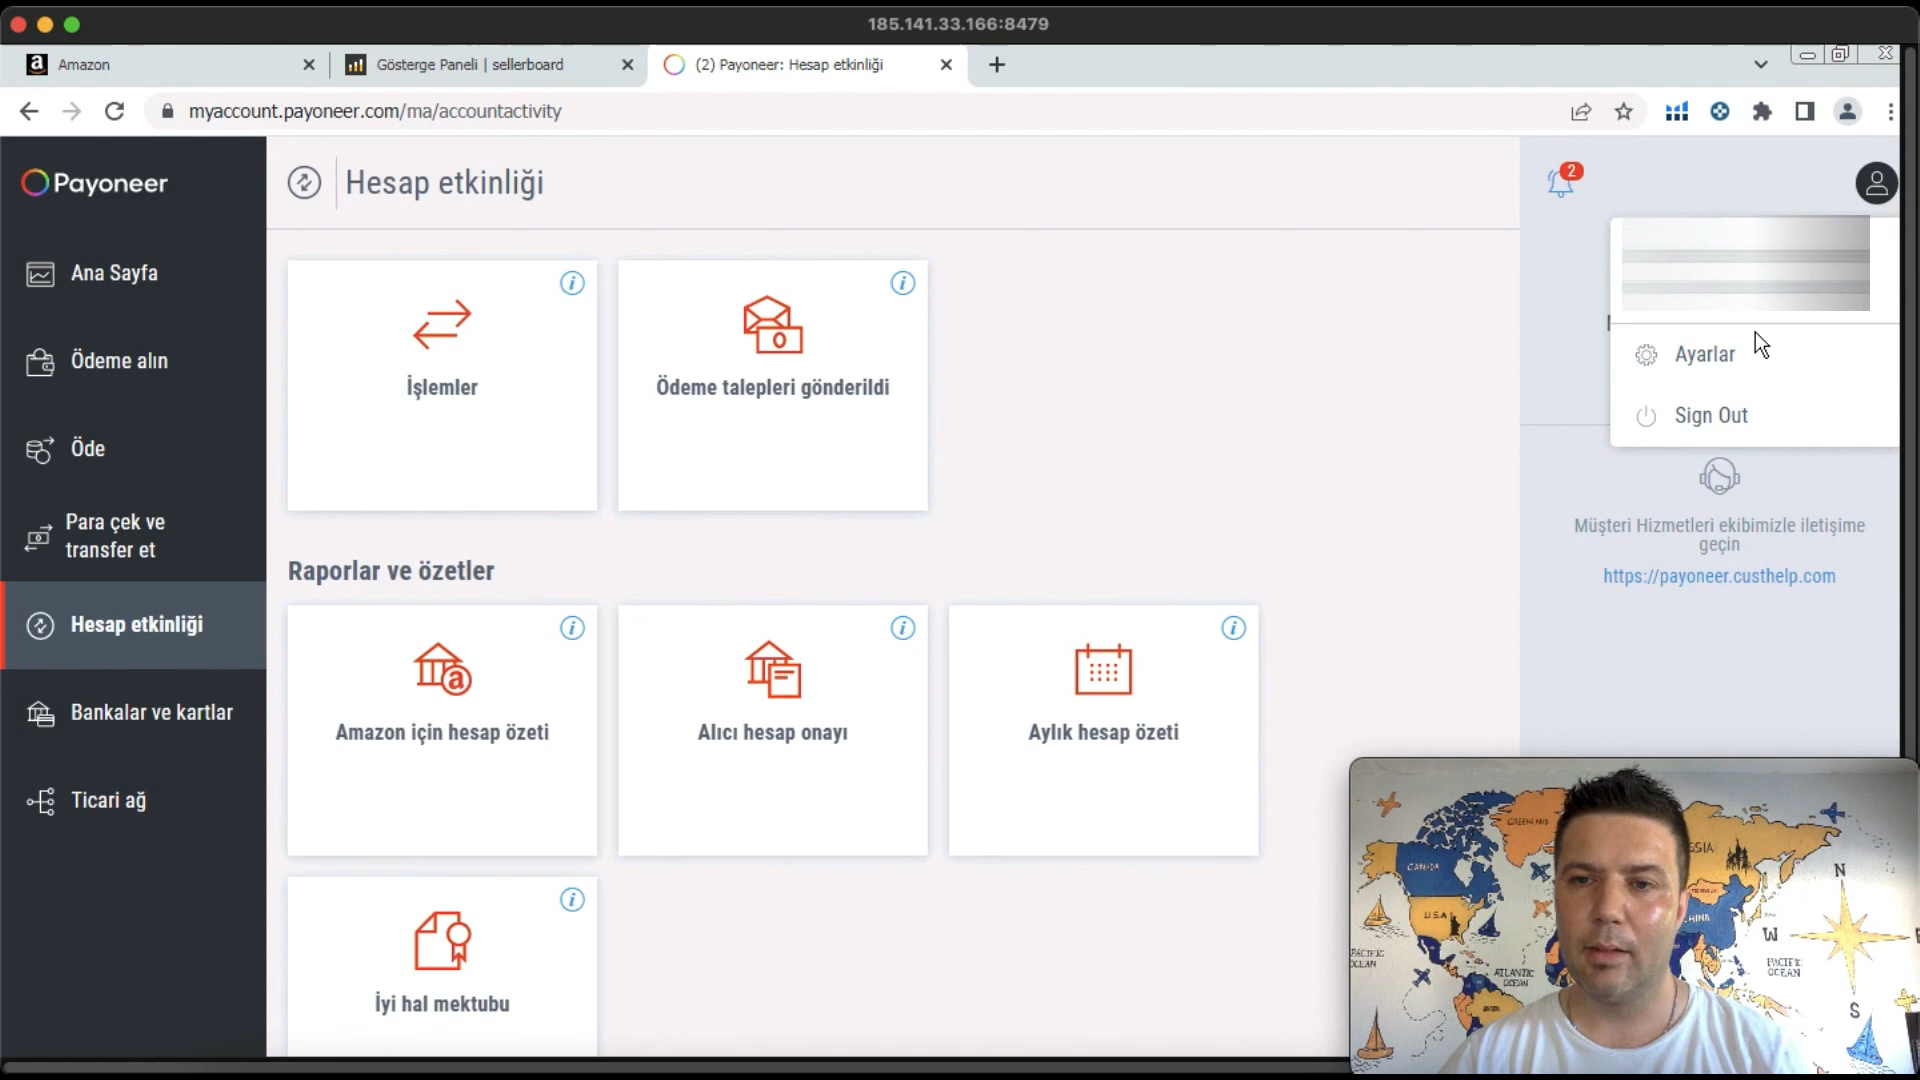 185.141.33.166:8479
Amazon
Gösterge Paneli | sellerboard
(2) Payoneer: Hesap etkinliği
myaccount.payoneer.com/ma/accountactivity
Payoneer
Hesap etkinliği
2
Ana Sayfa
Ödeme alın
Öde
Para çek ve
transfer et
Hesap etkinliği
Bankalar ve kartlar
Ticari ağ
İşlemler
Ödeme talepleri gönderildi
Raporlar ve özetler
Amazon için hesap özeti
Alıcı hesap onayı
Aylık hesap özeti
İyi hal mektubu
Ayarlar
Sign Out
Müşteri Hizmetleri ekibimizle iletişime
geçin
https://payoneer.custhelp.com
GREENLAND
CANADA
U.S.A
CHINA
PACIFIC
OCEAN
ATLANTIC
OCEAN
N
W
S
PACIFIC
OCEAN